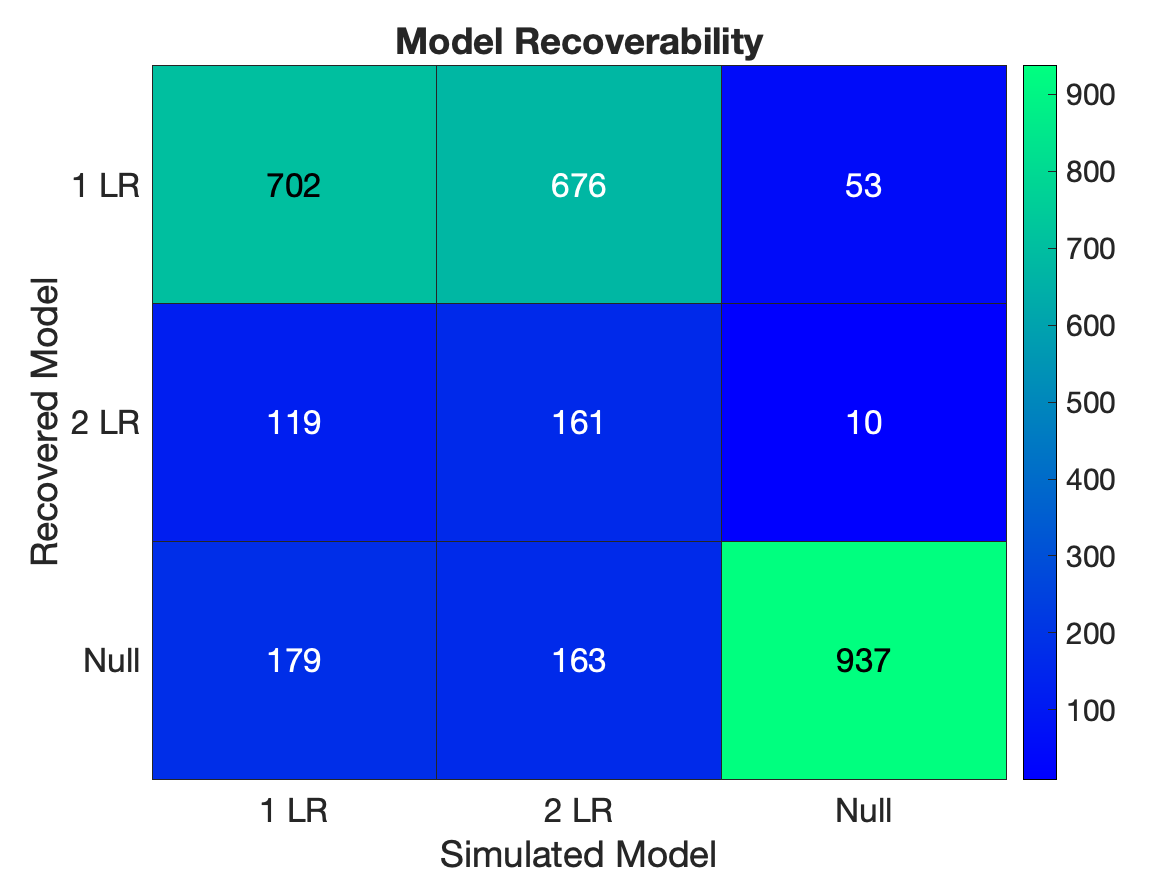 Model Recoverability
1 LR 702 676 53
2 LR 119 161 10
Null 179 163 937
1 LR 2 LR Null
Simulated Model
Recovered Model
900
800
700
600
500
400
300
200
100